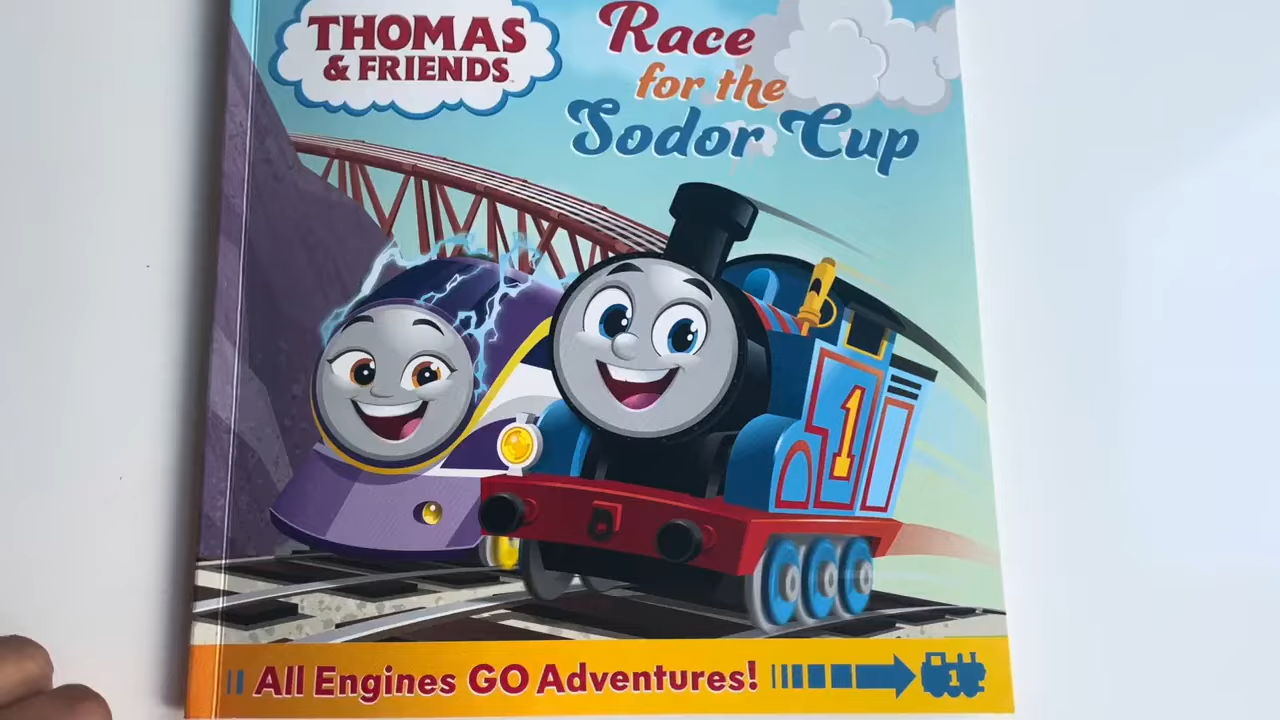 THOMAS
& FRIENDS
Race
for the
Sodor Cup
1
All Engines GO Adventures!
1